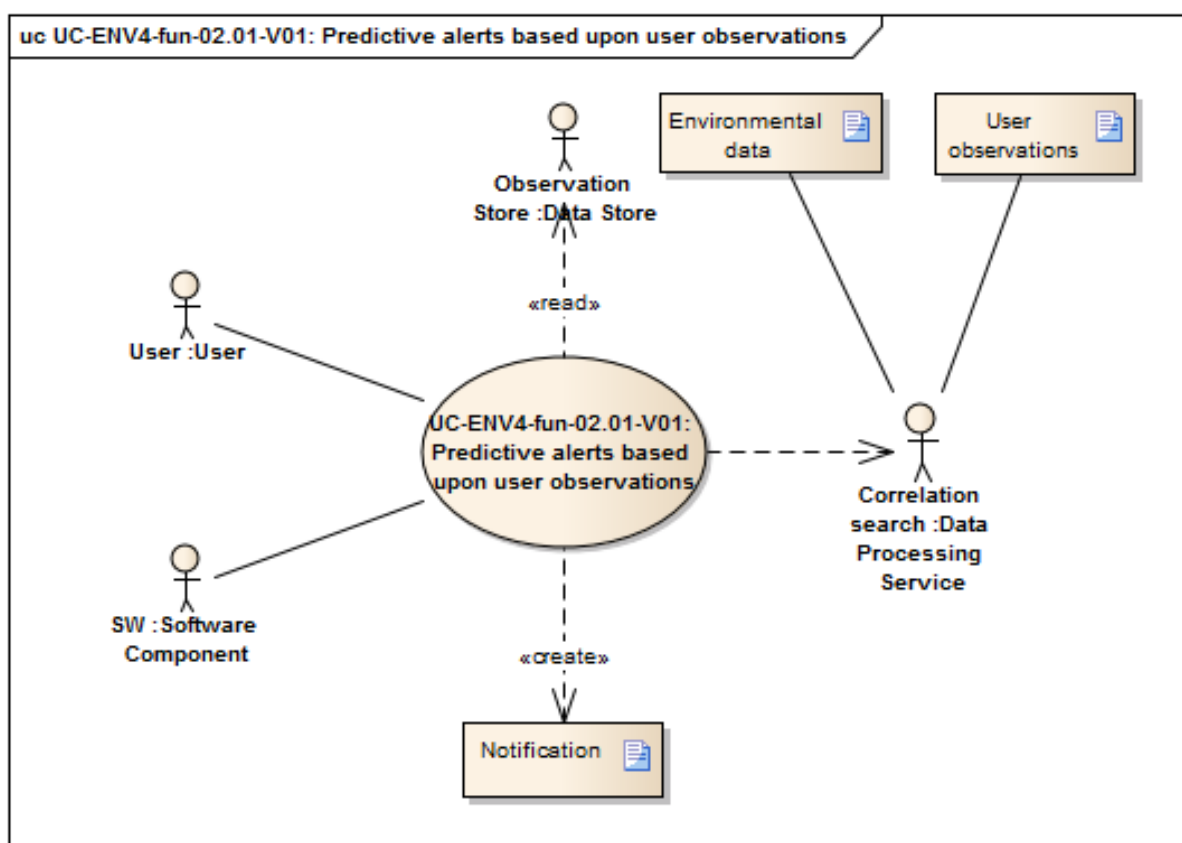 uc UC-ENV4-fun-02.01-V01: Predictive alerts based upon user observations
Environmental
data
User
observations
Observation
Store :Data Store
«read»
User :User
UC-ENV4-fun-02.01-V01:
Predictive alerts based
upon user observations
Correlation
search :Data
Processing
Service
SW :Software
Component
«create»
Notification